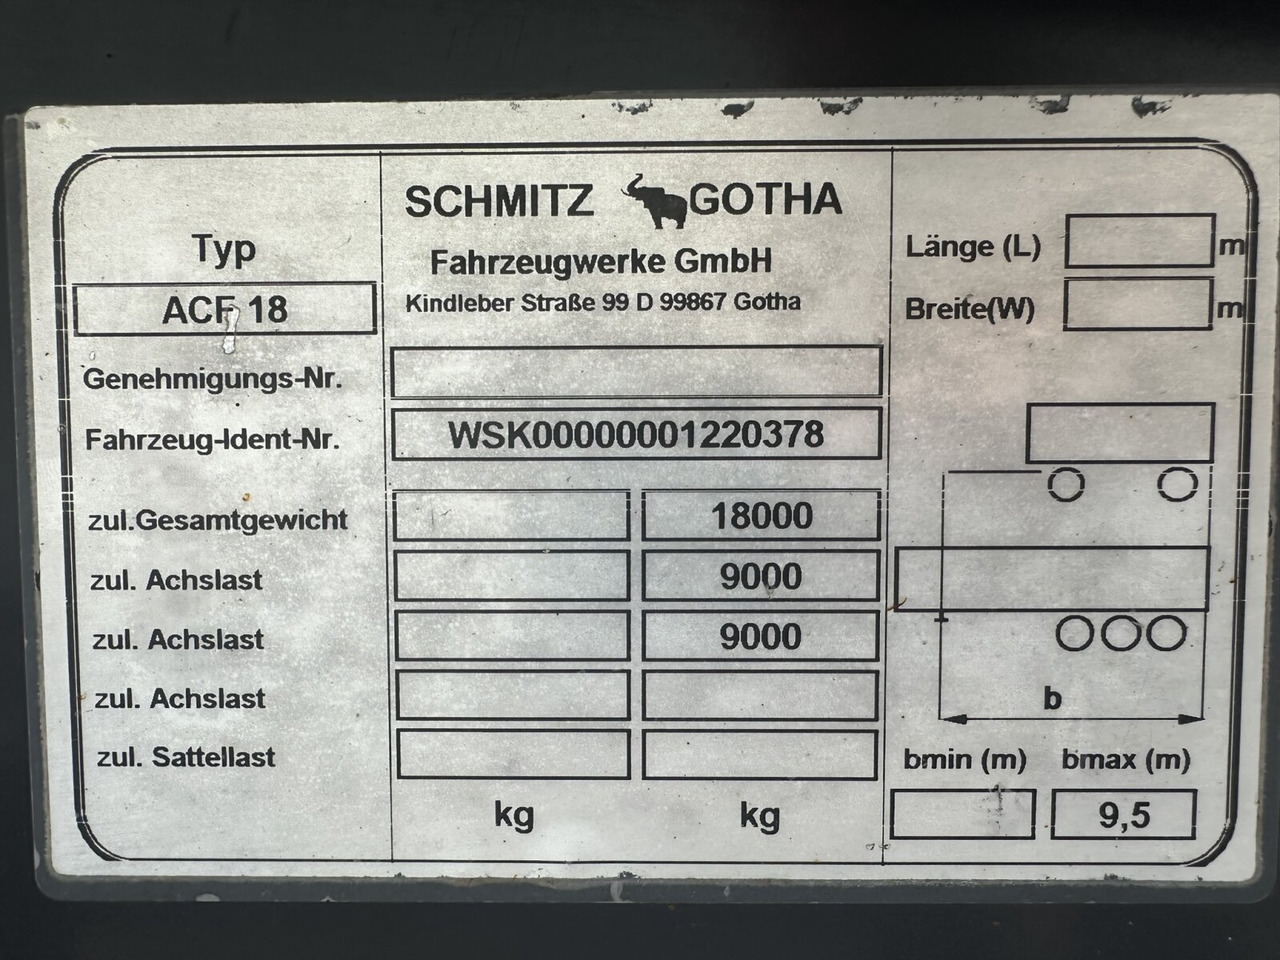 SCHMITZ GOTHA
Fahrzeugwerke GmbH
Kindleber Straße 99 D 99867 Gotha
Typ
ACF 18
Genehmigungs-Nr.
Fahrzeug-Ident-Nr. WSK00000001220378
zul.Gesamtgewicht 18000
zul. Achslast 9000
zul. Achslast 9000
zul. Achslast
zul. Sattellast
kg kg
Länge (L) m
Breite(W) m
b
bmin (m) bmax (m)
9,5